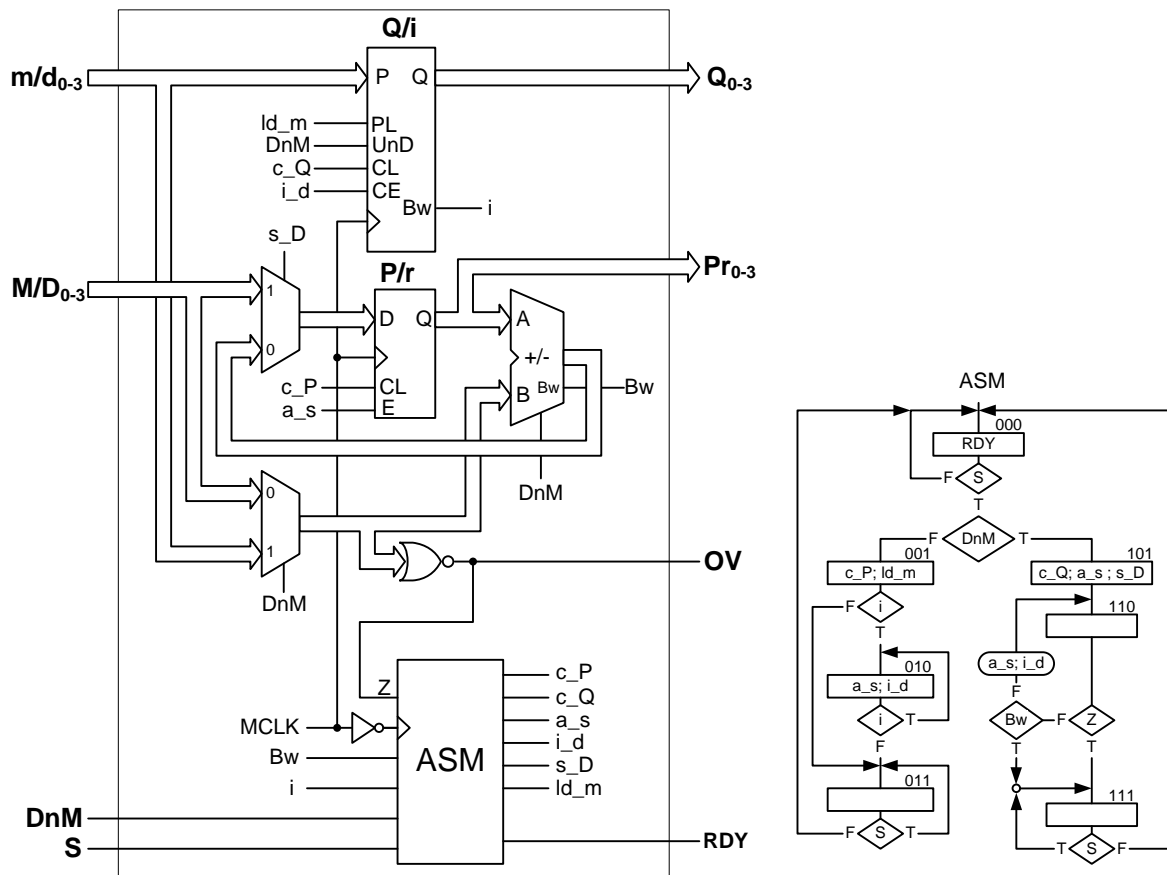 Q/i
m/d0-3
P Q
Q0-3
ld_m PL
DnM UnD
c_Q CL
i_d CE
Bw i
s_D
M/D0-3
P/r
Pr0-3
1
D Q
A
0
+/-
c_P CL
B Bw Bw
a_s E
DnM
0
1
OV
DnM
Z
c_P
c_Q
MCLK
a_s
Bw
ASM
i_d
i
s_D
ld_m
DnM
S
RDY
ASM
000
RDY
F S
T
F DnM T
001
c_P; ld_m
101
c_Q; a_s ; s_D
F i
T
110
010
a_s; i_d
a_s; i_d
F
i T
Bw F Z
F
T T
011
111
F S T
T S F